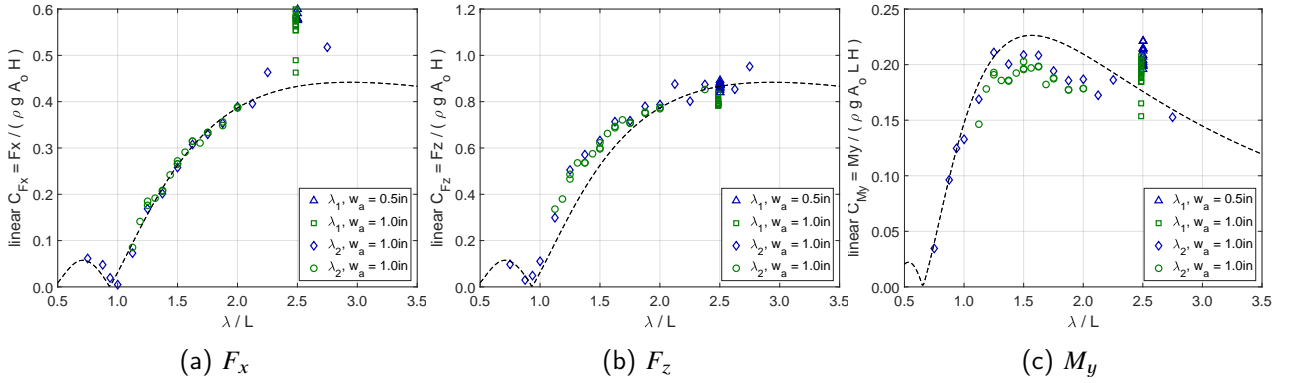 linear C_Fx = Fx / ( ρ g A_o H )
0.6
0.5
0.4
0.3
0.2
0.1
0.0
0.5 1.0 1.5 2.0 2.5 3.0 3.5
λ / L
λ_1, w_a = 0.5in
λ_1, w_a = 1.0in
λ_2, w_a = 1.0in
λ_2, w_a = 1.0in
(a) F_x
linear C_Fz = Fz / ( ρ g A_o H )
1.4
1.2
1.0
0.8
0.6
0.4
0.2
0.0
0.5 1.0 1.5 2.0 2.5 3.0 3.5
λ / L
λ_1, w_a = 0.5in
λ_1, w_a = 1.0in
λ_2, w_a = 1.0in
λ_2, w_a = 1.0in
(b) F_z
linear C_My = My / ( ρ g A_o L H )
0.25
0.20
0.15
0.10
0.05
0.00
0.5 1.0 1.5 2.0 2.5 3.0 3.5
λ / L
λ_1, w_a = 0.5in
λ_1, w_a = 1.0in
λ_2, w_a = 1.0in
λ_2, w_a = 1.0in
(c) M_y